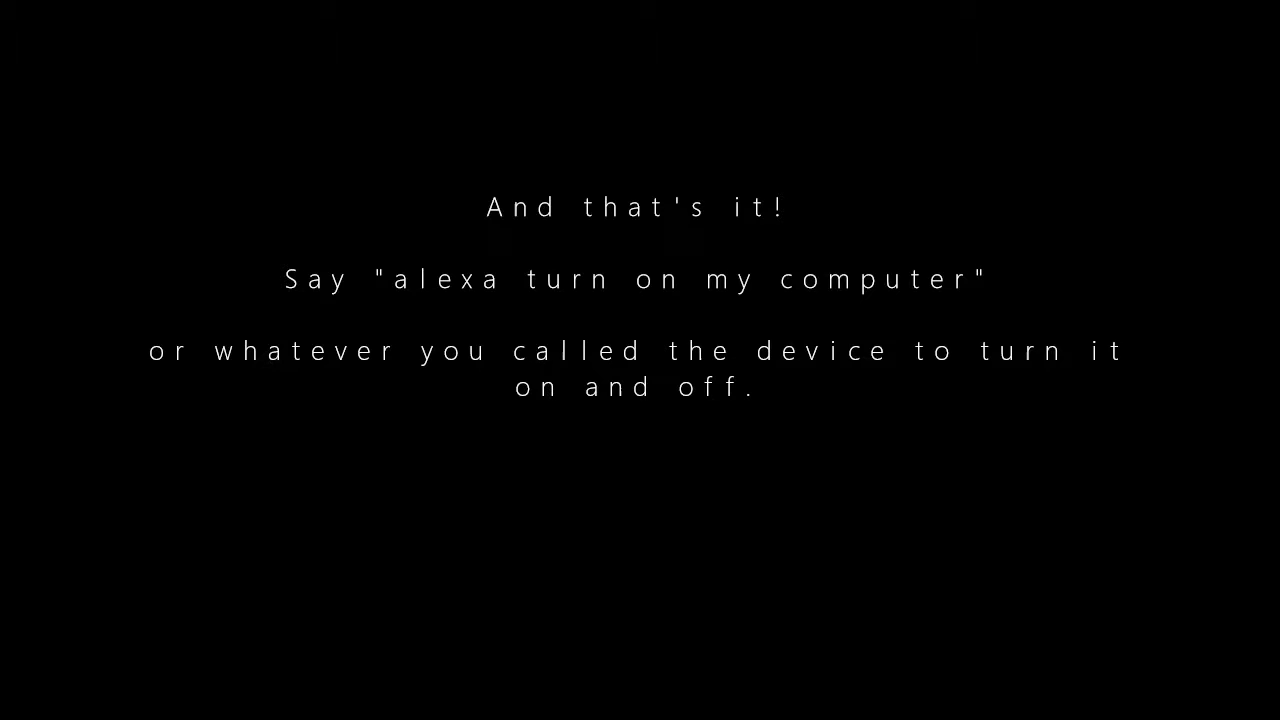 And that's it!
Say "alexa turn on my computer"
or whatever you called the device to turn it
on and off.